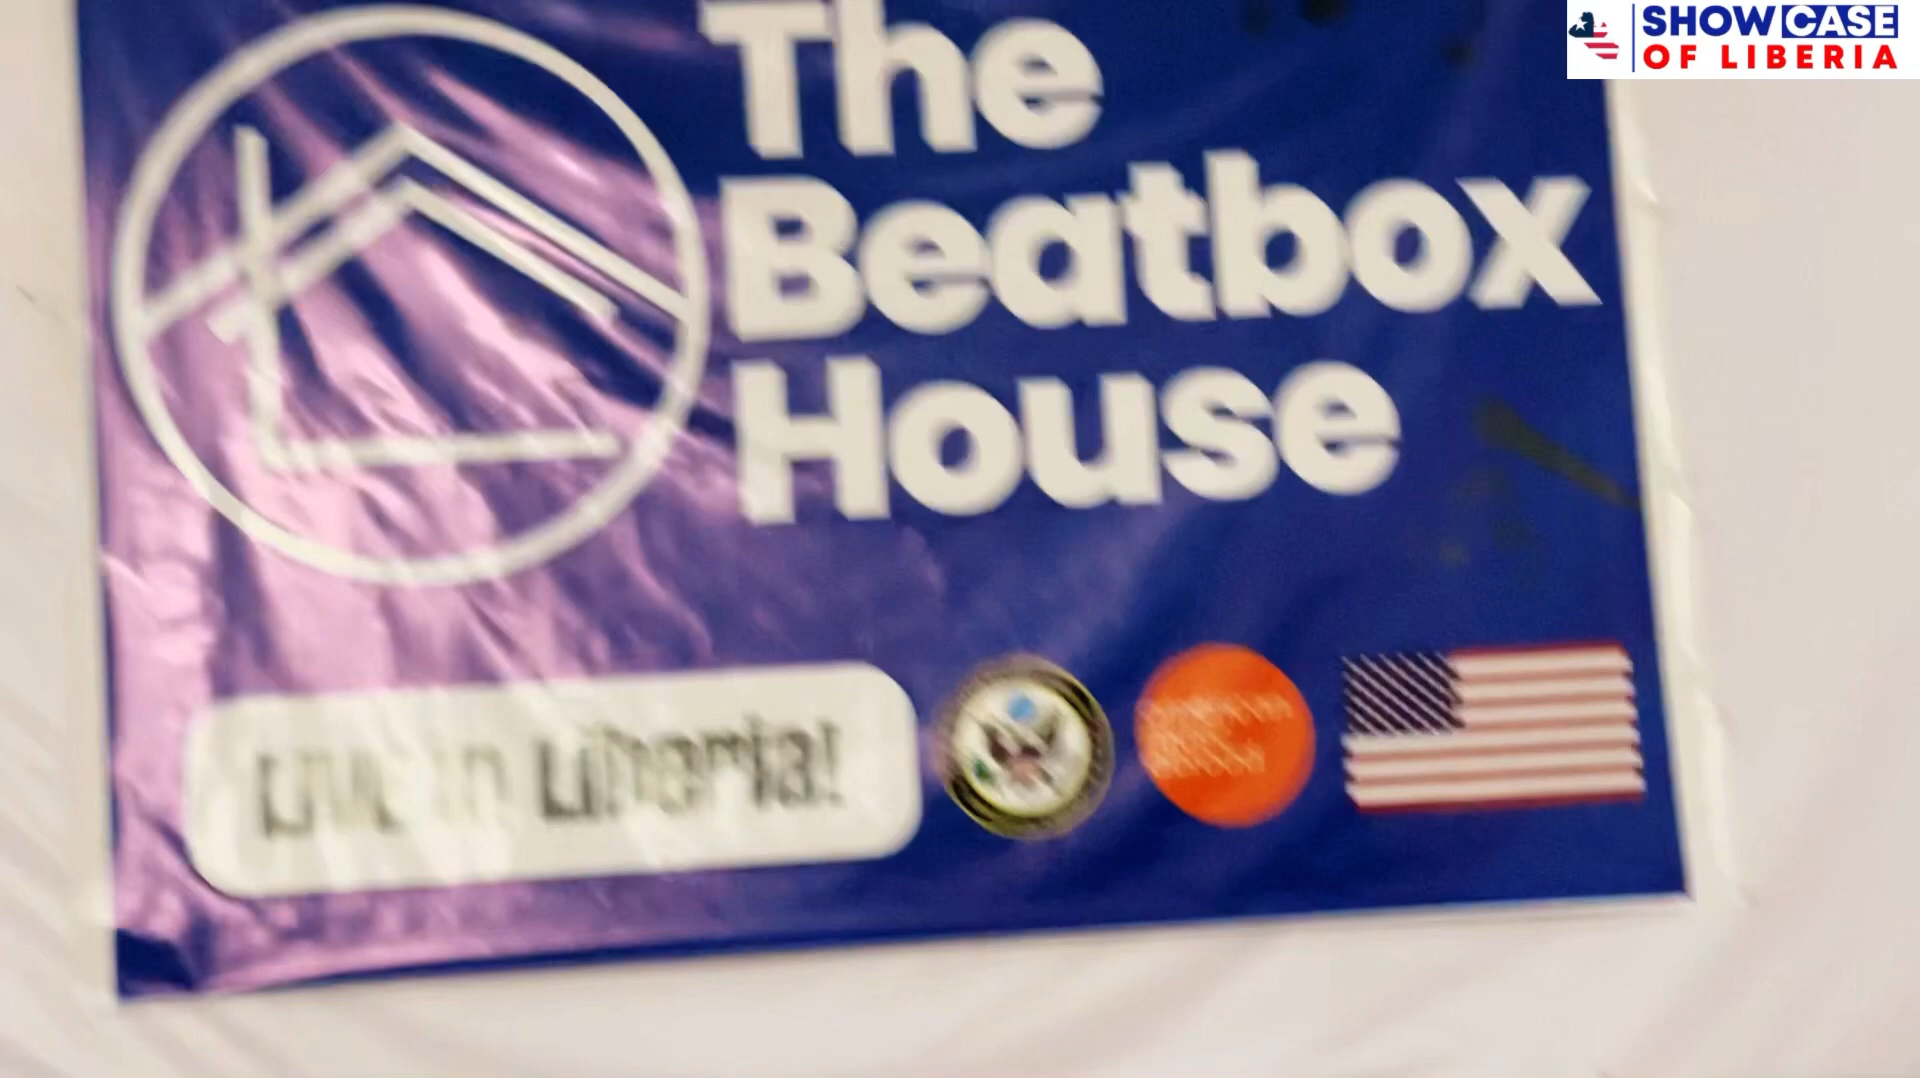 SHOWCASE
OF LIBERIA
The
Beatbox
House
Live in Liberia!